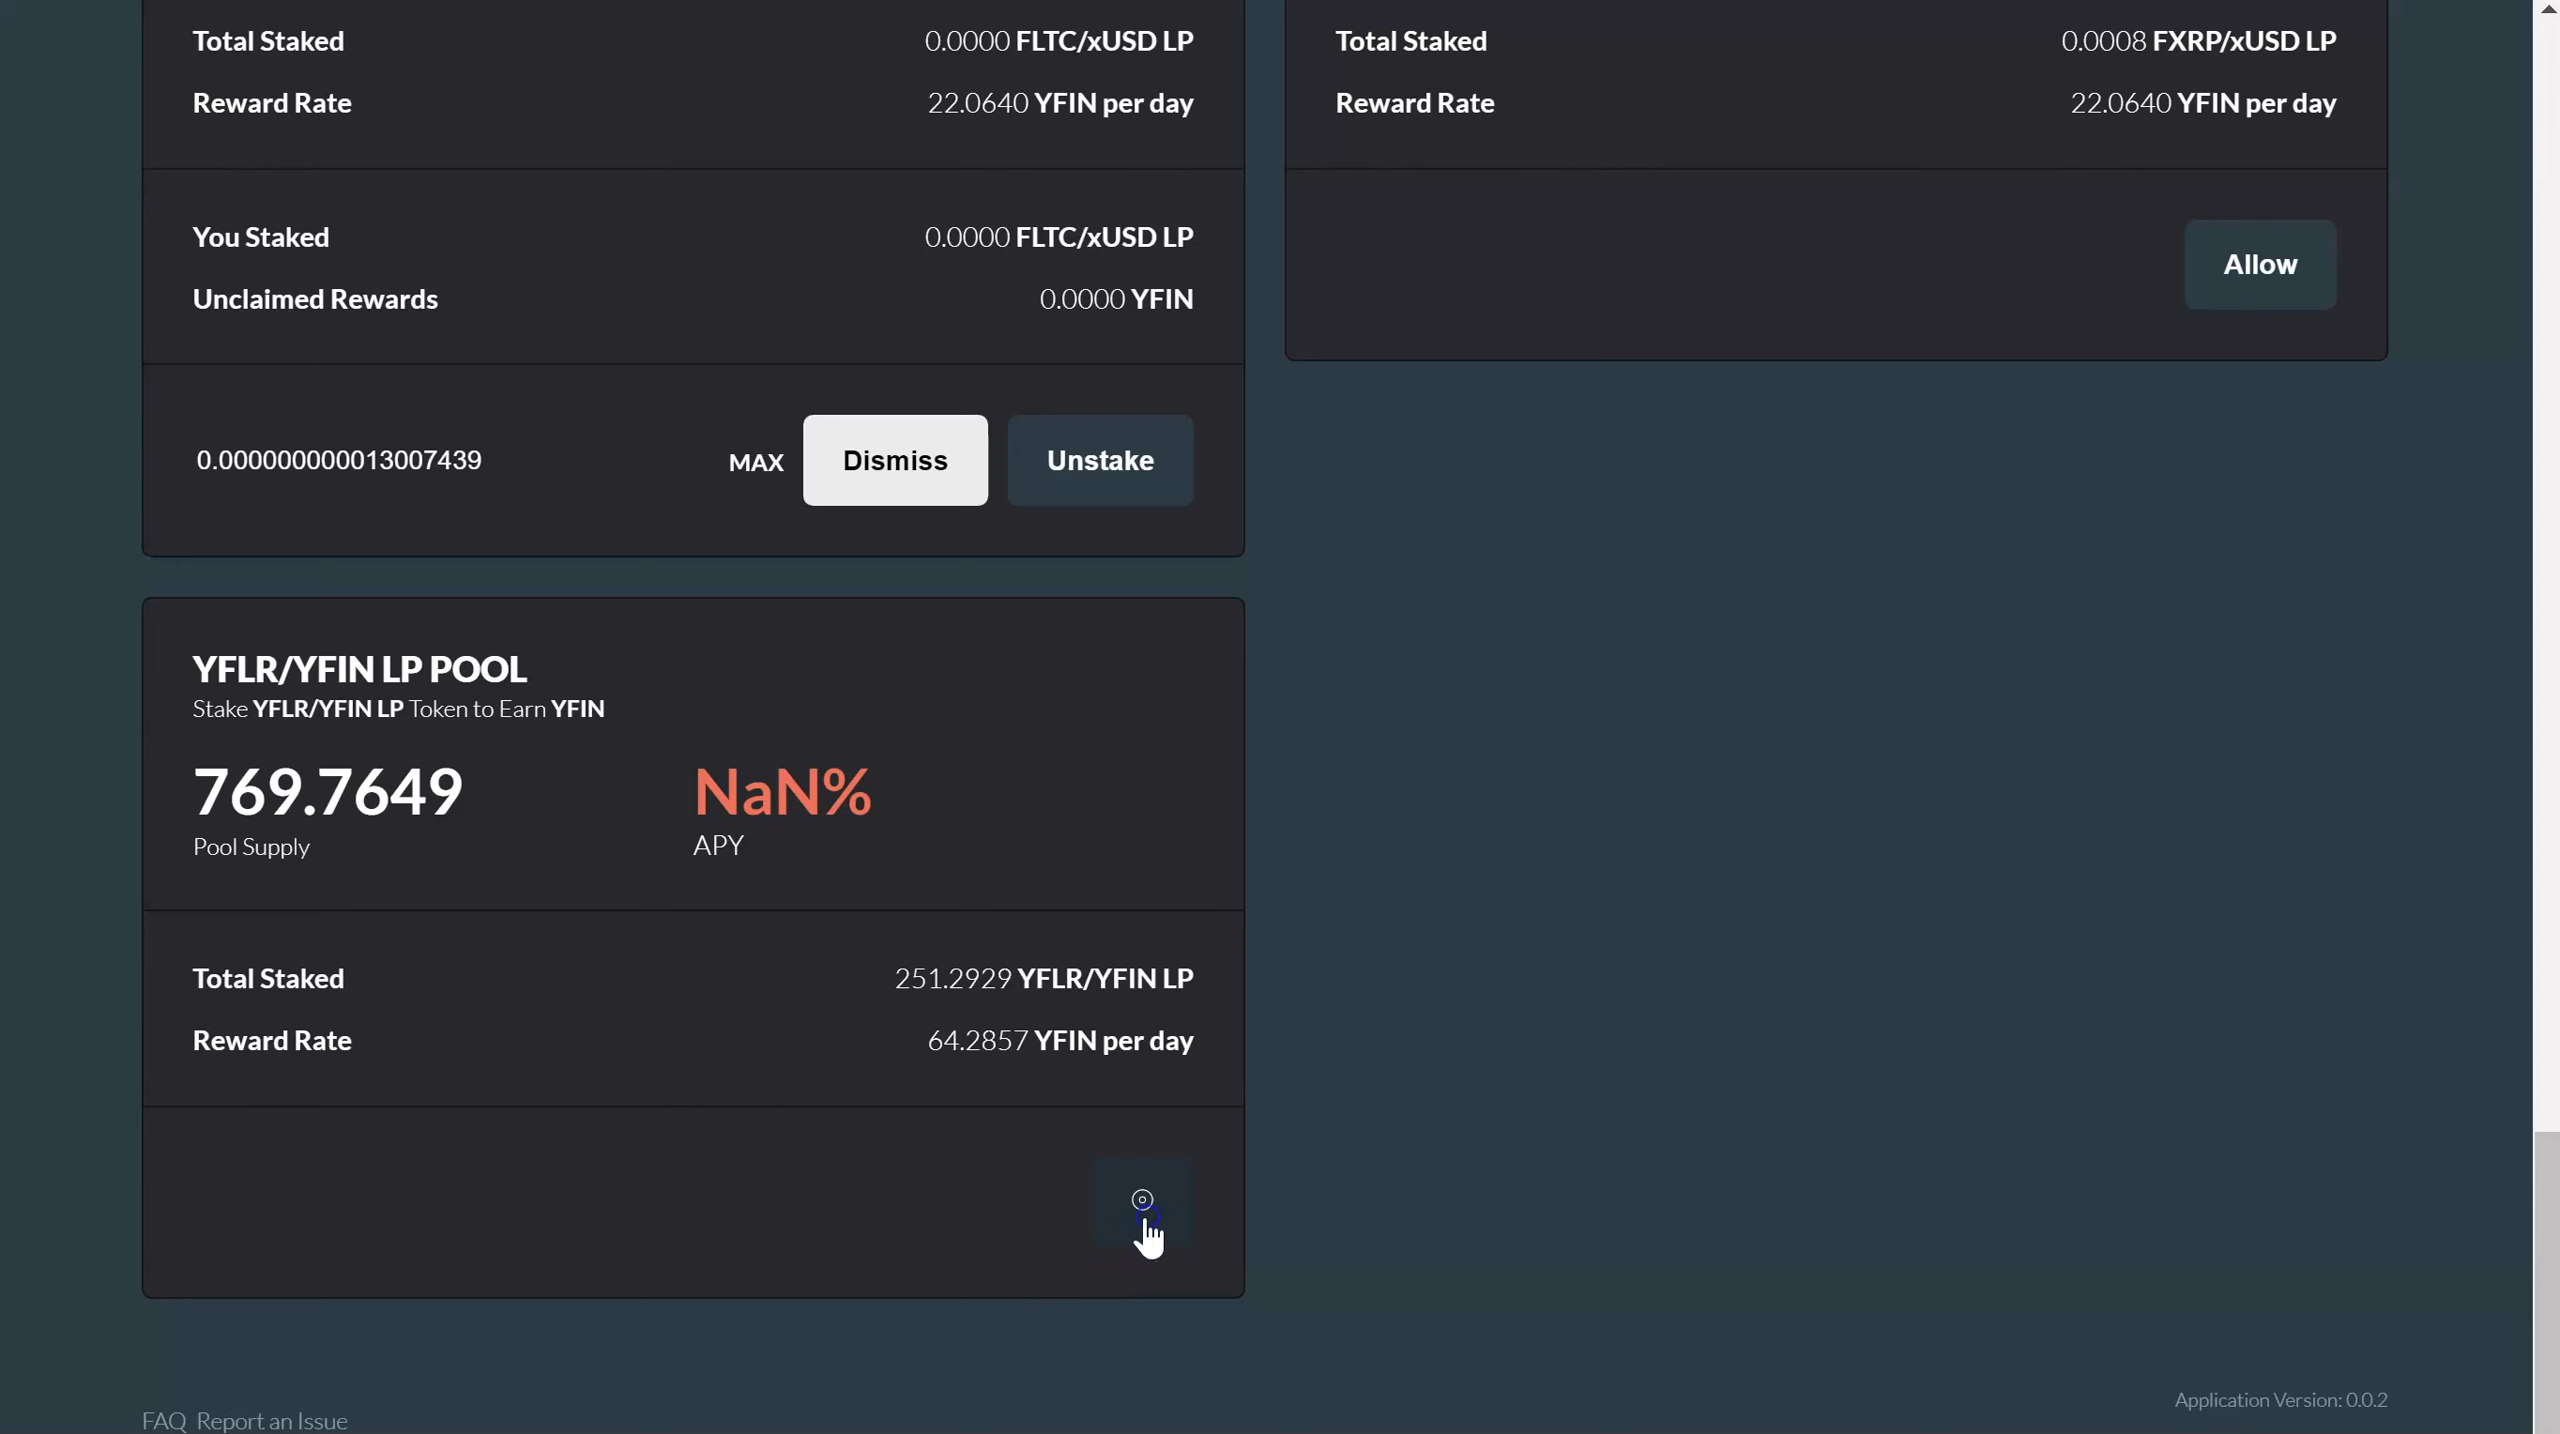 Total Staked 0.0000 FLTC/xUSD LP
Reward Rate 22.0640 YFIN per day
You Staked 0.0000 FLTC/xUSD LP
Unclaimed Rewards 0.0000 YFIN
0.000000000013007439 MAX Dismiss Unstake
Total Staked 0.0008 FXRP/xUSD LP
Reward Rate 22.0640 YFIN per day
Allow
YFLR/YFIN LP POOL
Stake YFLR/YFIN LP Token to Earn YFIN
769.7649 NaN%
Pool Supply APY
Total Staked 251.2929 YFLR/YFIN LP
Reward Rate 64.2857 YFIN per day
Application Version: 0.0.2
FAQ Report an Issue